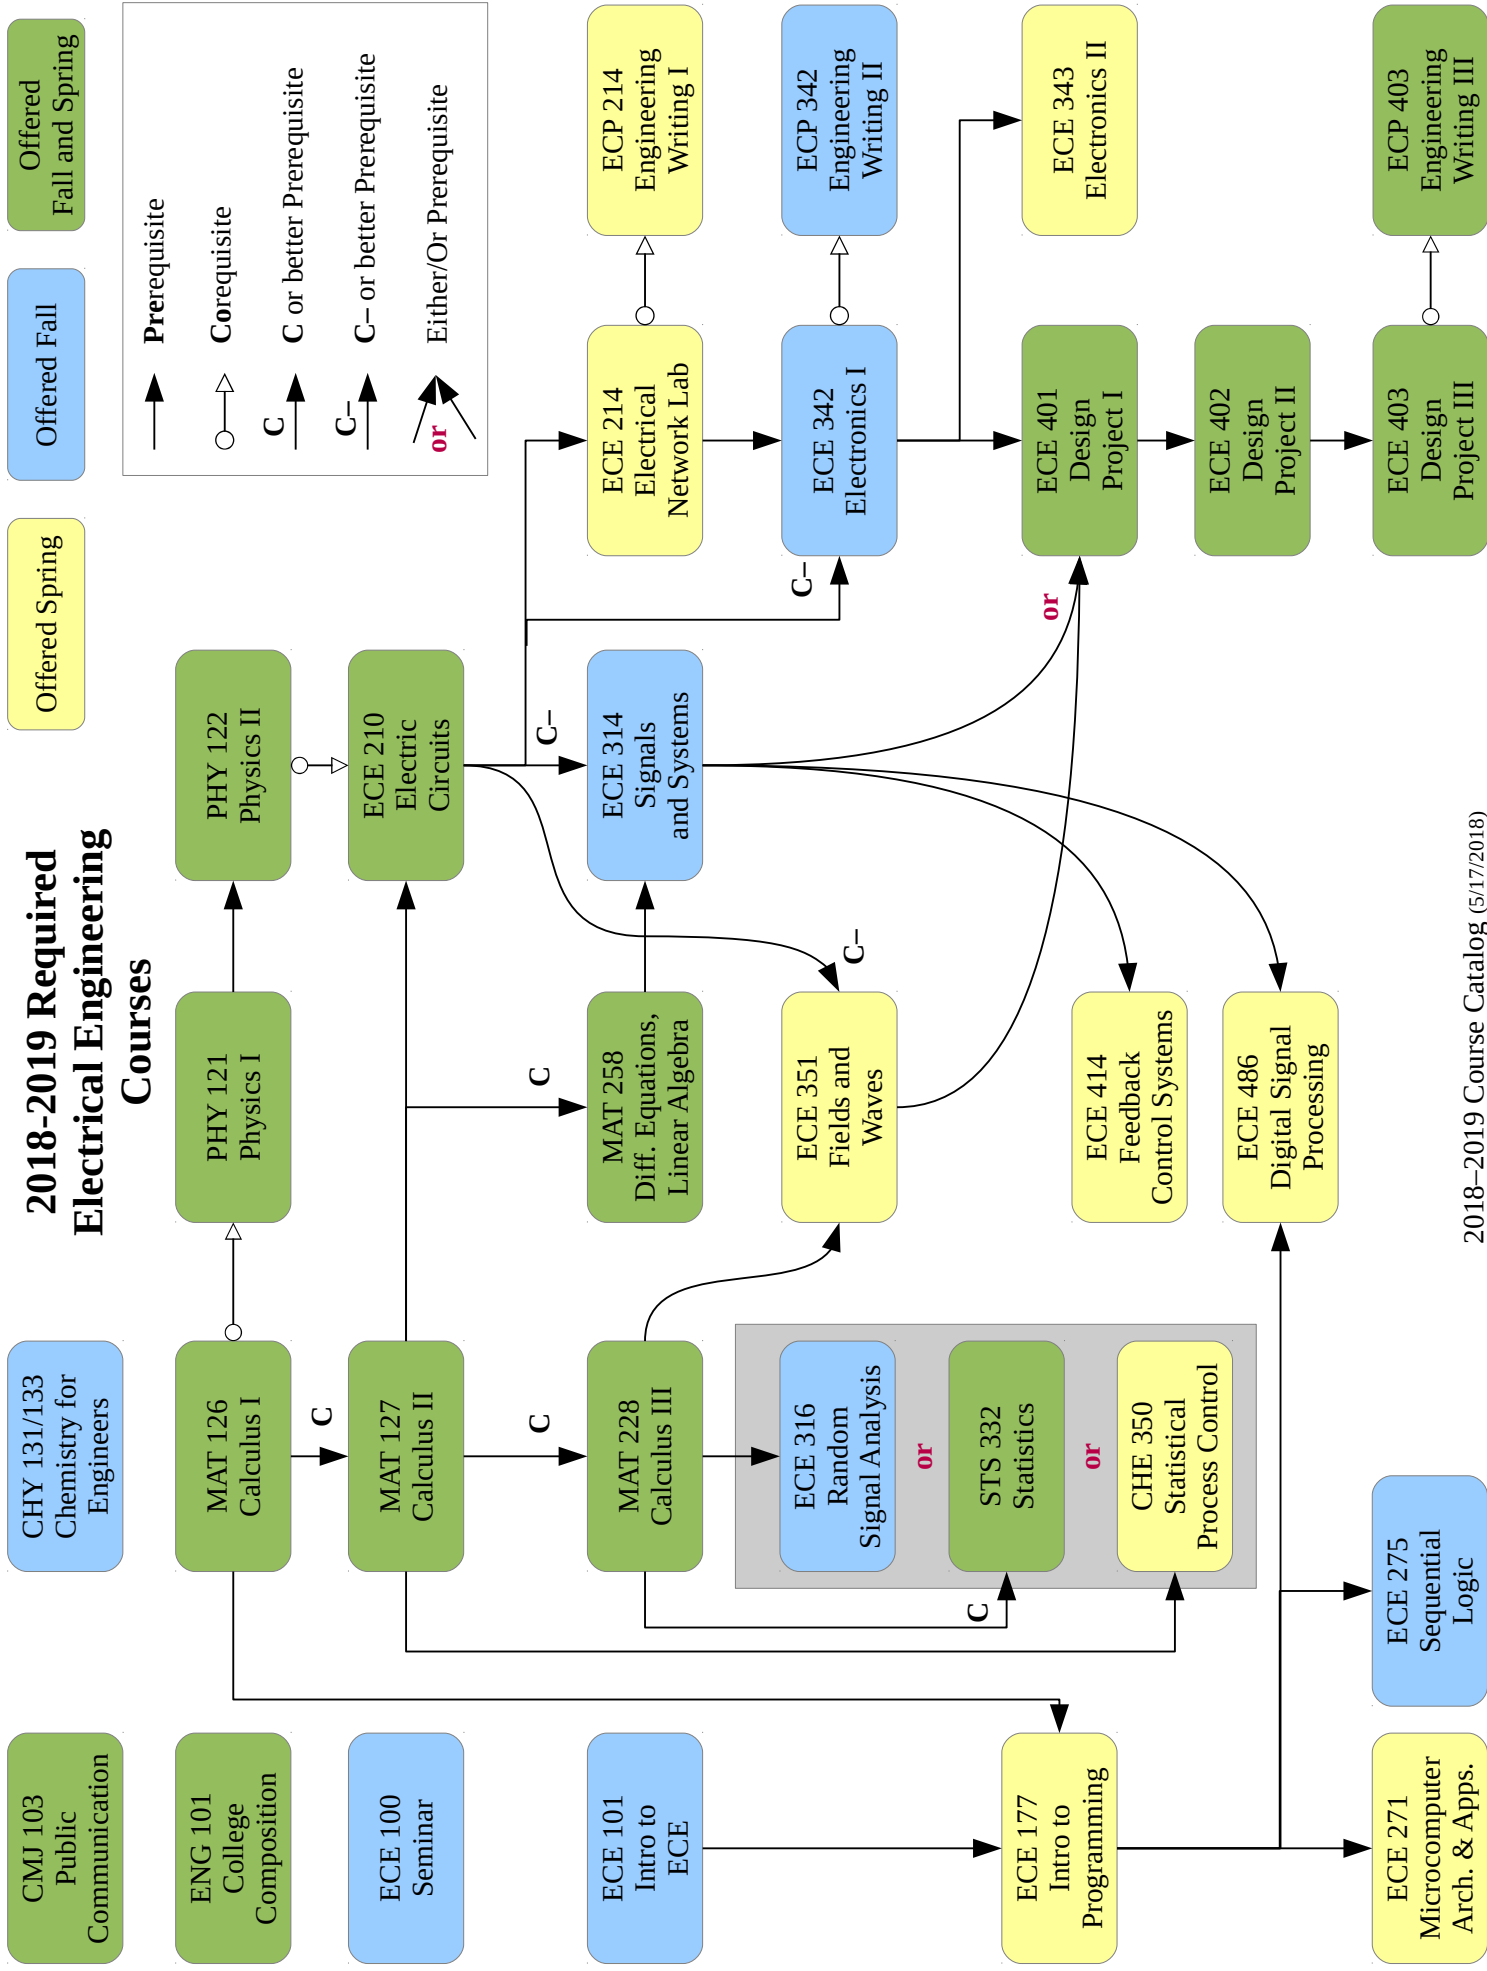 2018-2019 Required
Electrical Engineering
Courses
Offered Spring
Offered Fall
Offered
Fall and Spring
Prerequisite
Corequisite
C
C or better Prerequisite
C–
C– or better Prerequisite
or
Either/Or Prerequisite
CMJ 103
Public
Communication
CHY 131/133
Chemistry for
Engineers
ENG 101
College
Composition
MAT 126
Calculus I
PHY 121
Physics I
PHY 122
Physics II
C
ECE 100
Seminar
MAT 127
Calculus II
ECE 210
Electric
Circuits
C
C
C–
ECE 101
Intro to
ECE
MAT 228
Calculus III
MAT 258
Diff. Equations,
Linear Algebra
ECE 314
Signals
and Systems
ECE 214
Electrical
Network Lab
ECP 214
Engineering
Writing I
C–
C–
ECE 316
Random
Signal Analysis
ECE 351
Fields and
Waves
ECE 342
Electronics I
ECP 342
Engineering
Writing II
or
C
STS 332
Statistics
or
ECE 177
Intro to
Programming
or
ECE 401
Design
Project I
ECE 343
Electronics II
CHE 350
Statistical
Process Control
ECE 414
Feedback
Control Systems
ECE 486
Digital Signal
Processing
ECE 402
Design
Project II
ECE 271
Microcomputer
Arch. & Apps.
ECE 275
Sequential
Logic
ECE 403
Design
Project III
ECP 403
Engineering
Writing III
2018–2019 Course Catalog (5/17/2018)